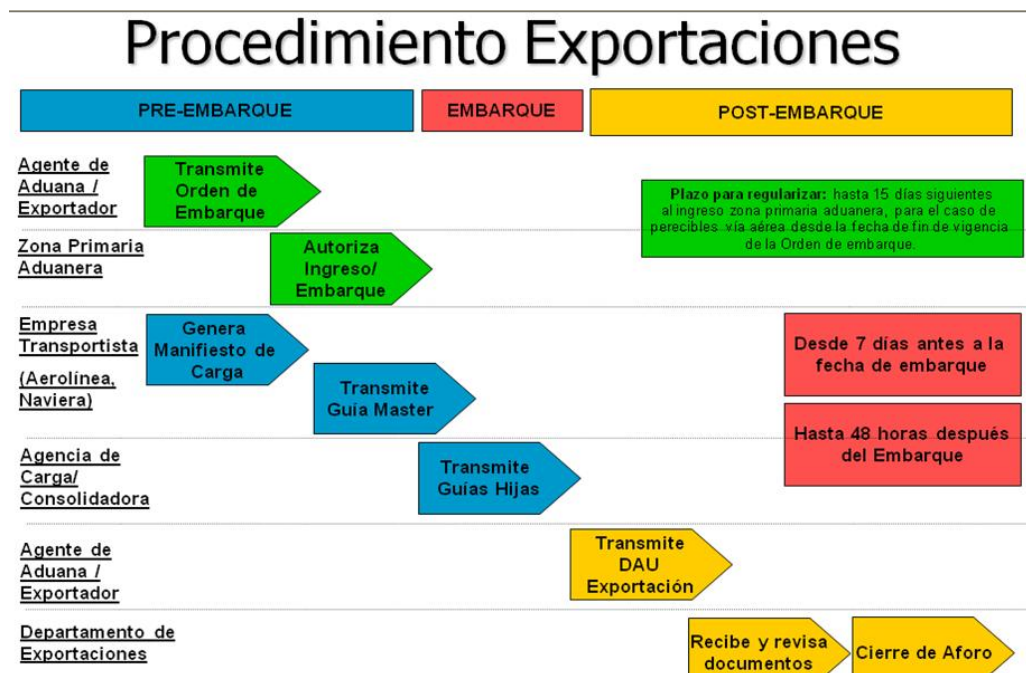 Procedimiento Exportaciones
PRE-EMBARQUE
EMBARQUE
POST-EMBARQUE
Agente de
Aduana /
Exportador
Transmite
Orden de
Embarque
Plazo para regularizar: hasta 15 días siguientes
al ingreso zona primaria aduanera, para el caso de
perecibles vía aérea desde la fecha de fin de vigencia
de la Orden de embarque.
Zona Primaria
Aduanera
Autoriza
Ingreso/
Embarque
Empresa
Transportista
(Aerolínea,
Naviera)
Genera
Manifiesto de
Carga
Transmite
Guía Master
Desde 7 días antes a la
fecha de embarque
Hasta 48 horas después
del Embarque
Agencia de
Carga/
Consolidadora
Transmite
Guías Hijas
Agente de
Aduana /
Exportador
Transmite
DAU
Exportación
Departamento de
Exportaciones
Recibe y revisa
documentos
Cierre de Aforo